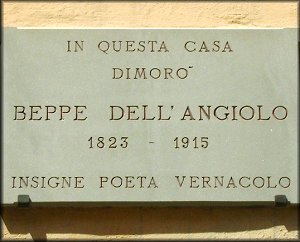 IN QUESTA CASA
DIMORÒ
BEPPE DELL'ANGIOLO
1823 - 1915
INSIGNE POETA VERNACOLO